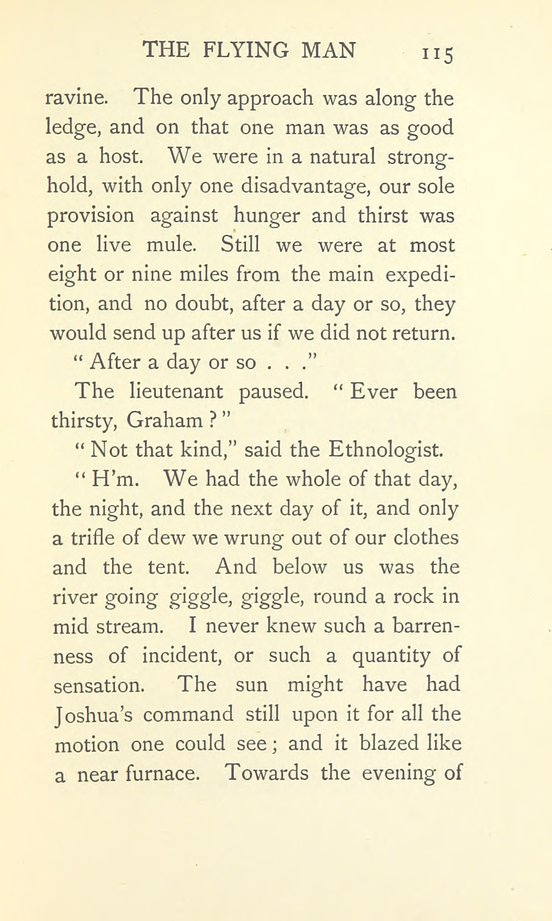 THE FLYING MAN 115
ravine. The only approach was along the
ledge, and on that one man was as good
as a host. We were in a natural strong-
hold, with only one disadvantage, our sole
provision against hunger and thirst was
one live mule. Still we were at most
eight or nine miles from the main expedi-
tion, and no doubt, after a day or so, they
would send up after us if we did not return.
“ After a day or so . . .”
The lieutenant paused. “ Ever been
thirsty, Graham ? ”
“ Not that kind,” said the Ethnologist.
“ H’m. We had the whole of that day,
the night, and the next day of it, and only
a trifle of dew we wrung out of our clothes
and the tent. And below us was the
river going giggle, giggle, round a rock in
mid stream. I never knew such a barren-
ness of incident, or such a quantity of
sensation. The sun might have had
Joshua’s command still upon it for all the
motion one could see ; and it blazed like
a near furnace. Towards the evening of